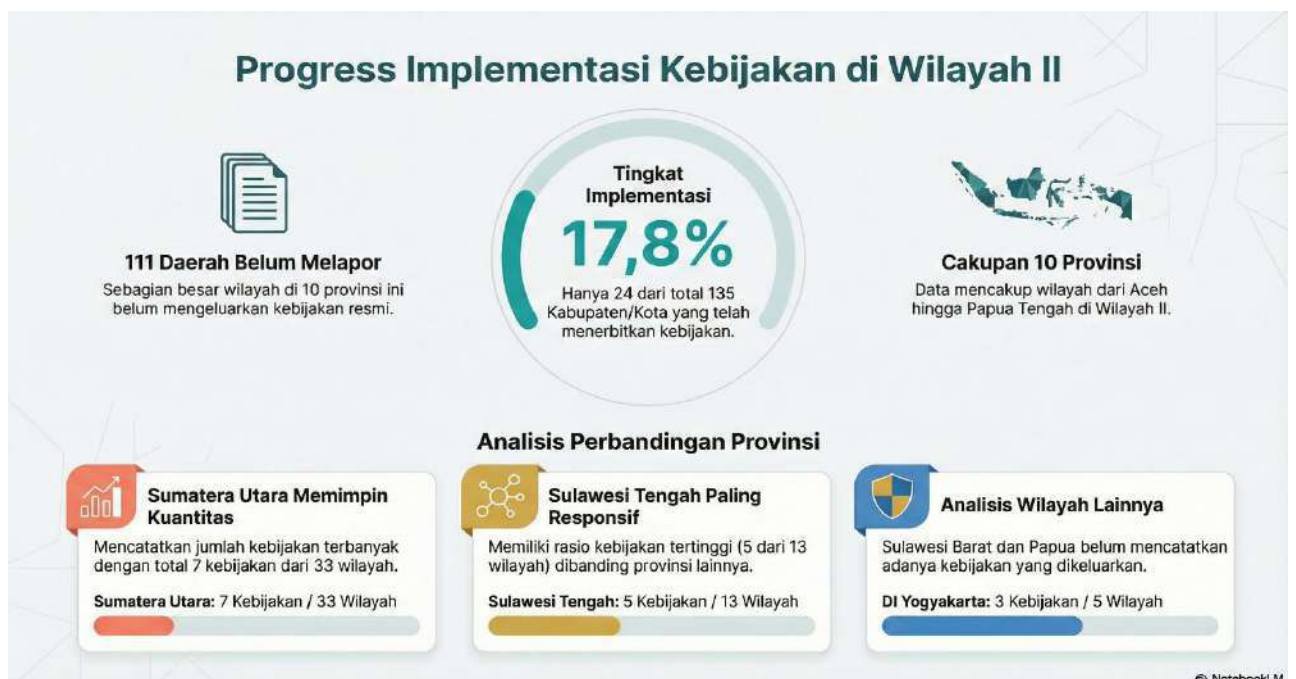 Progress Implementasi Kebijakan di Wilayah II
111 Daerah Belum Melapor
Sebagian besar wilayah di 10 provinsi ini
belum mengeluarkan kebijakan resmi.
Tingkat
Implementasi
17,8%
Hanya 24 dari total 135
Kabupaten/Kota yang telah
menerbitkan kebijakan.
Cakupan 10 Provinsi
Data mencakup wilayah dari Aceh
hingga Papua Tengah di Wilayah II.
Analisis Perbandingan Provinsi
Sumatera Utara Memimpin
Kuantitas
Mencatatkan jumlah kebijakan terbanyak
dengan total 7 kebijakan dari 33 wilayah.
Sumatera Utara: 7 Kebijakan / 33 Wilayah
Sulawesi Tengah Paling
Responsif
Memiliki rasio kebijakan tertinggi (5 dari 13
wilayah) dibanding provinsi lainnya.
Sulawesi Tengah: 5 Kebijakan / 13 Wilayah
Analisis Wilayah Lainnya
Sulawesi Barat dan Papua belum mencatatkan
adanya kebijakan yang dikeluarkan.
DI Yogyakarta: 3 Kebijakan / 5 Wilayah
NotebookLM